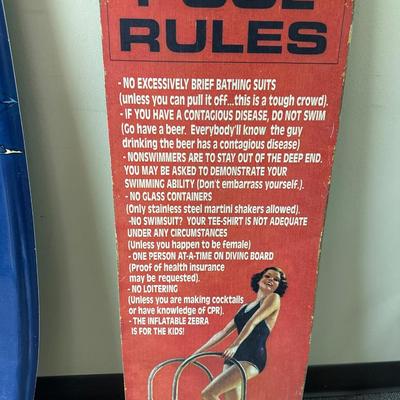 POOL
RULES
- NO EXCESSIVELY BRIEF BATHING SUITS
(unless you can pull it off...this is a tough crowd).
- IF YOU HAVE A CONTAGIOUS DISEASE, DO NOT SWIM
(Go have a beer. Everybody'll know the guy
drinking the beer has a contagious disease)
- NONSWIMMERS ARE TO STAY OUT OF THE DEEP END.
YOU MAY BE ASKED TO DEMONSTRATE YOUR
SWIMMING ABILITY (Don't embarrass yourself.).
- NO GLASS CONTAINERS
(Only stainless steel martini shakers allowed).
-NO SWIMSUIT? YOUR TEE-SHIRT IS NOT ADEQUATE
UNDER ANY CIRCUMSTANCES
(Unless you happen to be female)
- ONE PERSON AT-A-TIME ON DIVING BOARD
(Proof of health insurance
may be requested).
- NO LOITERING
(Unless you are making cocktails
or have knowledge of CPR).
- THE INFLATABLE ZEBRA
IS FOR THE KIDS!